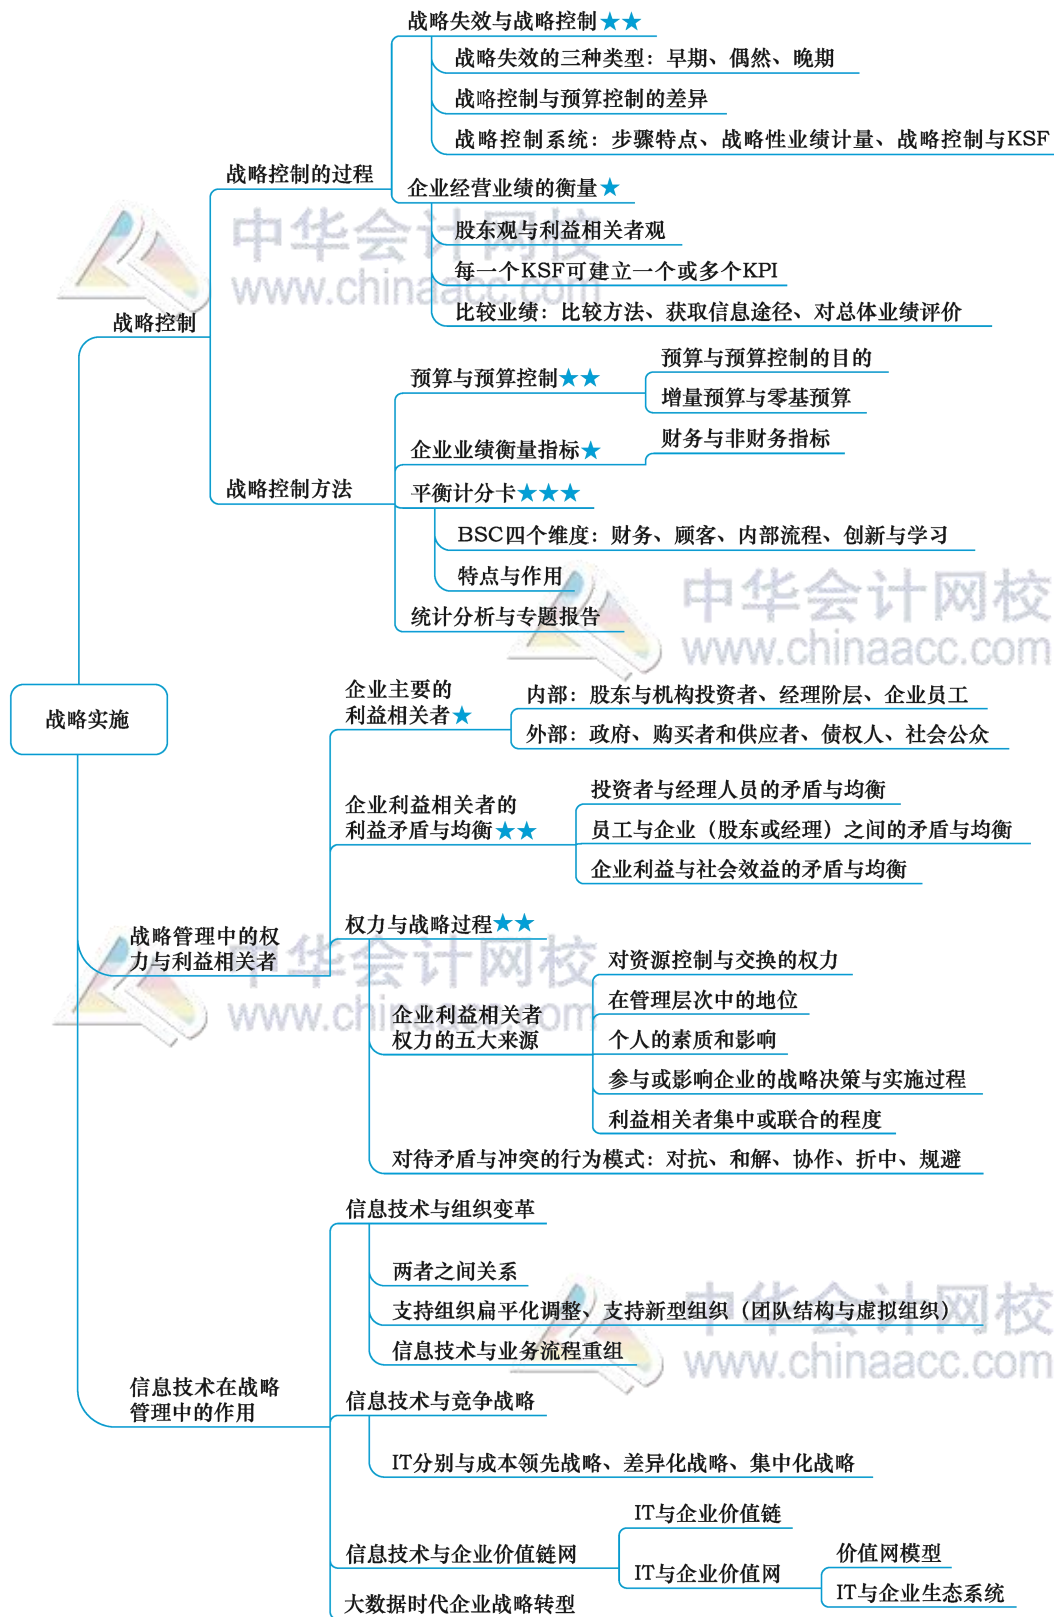 战略失效与战略控制★★
战略失效的三种类型：早期、偶然、晚期
战略控制与预算控制的差异
战略控制系统：步骤特点、战略性业绩计量、战略控制与KSF
战略控制的过程
企业经营业绩的衡量★
中华会计网校
www.chinaacc.com
股东观与利益相关者观
每一个KSF可建立一个或多个KPI
比较业绩：比较方法、获取信息途径、对总体业绩评价
战略控制
预算与预算控制★★
预算与预算控制的目的
增量预算与零基预算
企业业绩衡量指标★
财务与非财务指标
战略控制方法
平衡计分卡★★★
BSC四个维度：财务、顾客、内部流程、创新与学习
特点与作用
统计分析与专题报告
中华会计网校
www.chinaacc.com
战略实施
企业主要的
利益相关者★
内部：股东与机构投资者、经理阶层、企业员工
外部：政府、购买者和供应者、债权人、社会公众
企业利益相关者的
利益矛盾与均衡★★
投资者与经理人员的矛盾与均衡
员工与企业（股东或经理）之间的矛盾与均衡
企业利益与社会效益的矛盾与均衡
战略管理中的权
力与利益相关者
权力与战略过程★★
中华会计网校
www.chinaacc.com
企业利益相关者
权力的五大来源
对资源控制与交换的权力
在管理层次中的地位
个人的素质和影响
参与或影响企业的战略决策与实施过程
利益相关者集中或联合的程度
对待矛盾与冲突的行为模式：对抗、和解、协作、折中、规避
信息技术与组织变革
两者之间关系
支持组织扁平化调整、支持新型组织（团队结构与虚拟组织）
信息技术与业务流程重组
中华会计网校
www.chinaacc.com
信息技术在战略
管理中的作用
信息技术与竞争战略
IT分别与成本领先战略、差异化战略、集中化战略
信息技术与企业价值链网
IT与企业价值链
IT与企业价值网
价值网模型
IT与企业生态系统
大数据时代企业战略转型